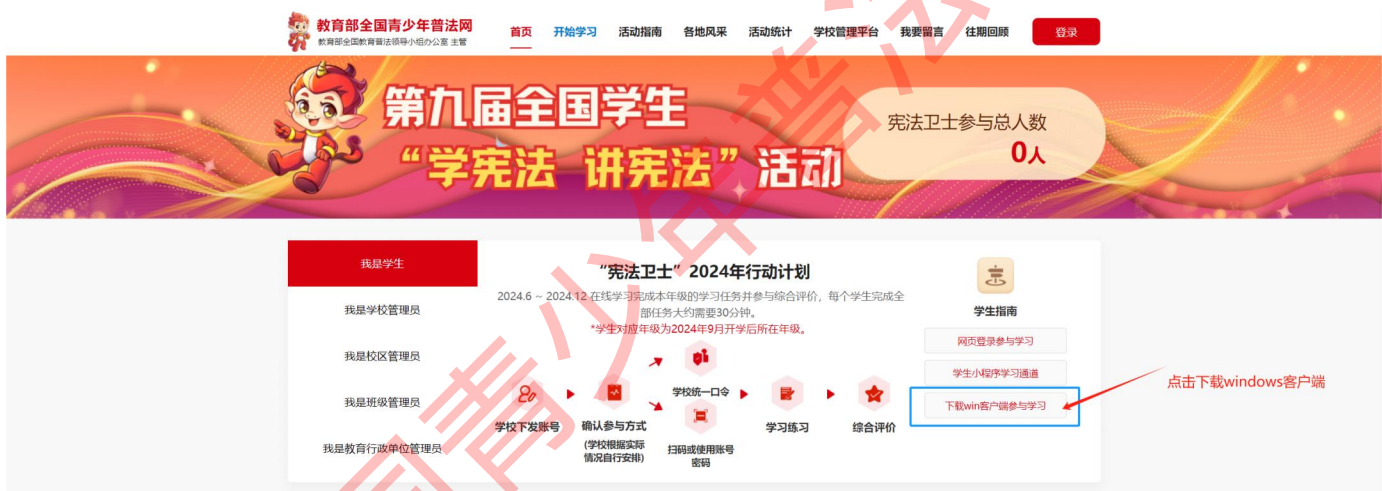 教育部全国青少年普法网
教育部全国教育普法领导小组办公室 主管
首页 开始学习 活动指南 各地风采 活动统计 学校管理平台 我要留言 往期回顾 登录
第九届全国学生
“学宪法 讲宪法”活动
宪法卫士参与总人数
0人
我是学生
我是学校管理员
我是校区管理员
我是班级管理员
我是教育行政单位管理员
“宪法卫士”2024年行动计划
2024.6 ~ 2024.12 在线学习完成本年级的学习任务并参与综合评价，每个学生完成全
部任务大约需要30分钟。
*学生对应年级为2024年9月开学后所在年级。
学校下发账号
确认参与方式
(学校根据实际
情况自行安排)
学校统一口令
扫码或使用账号
密码
学习练习
综合评价
学生指南
网页登录参与学习
学生小程序学习通道
下载win客户端参与学习
点击下载windows客户端
国青少年普法